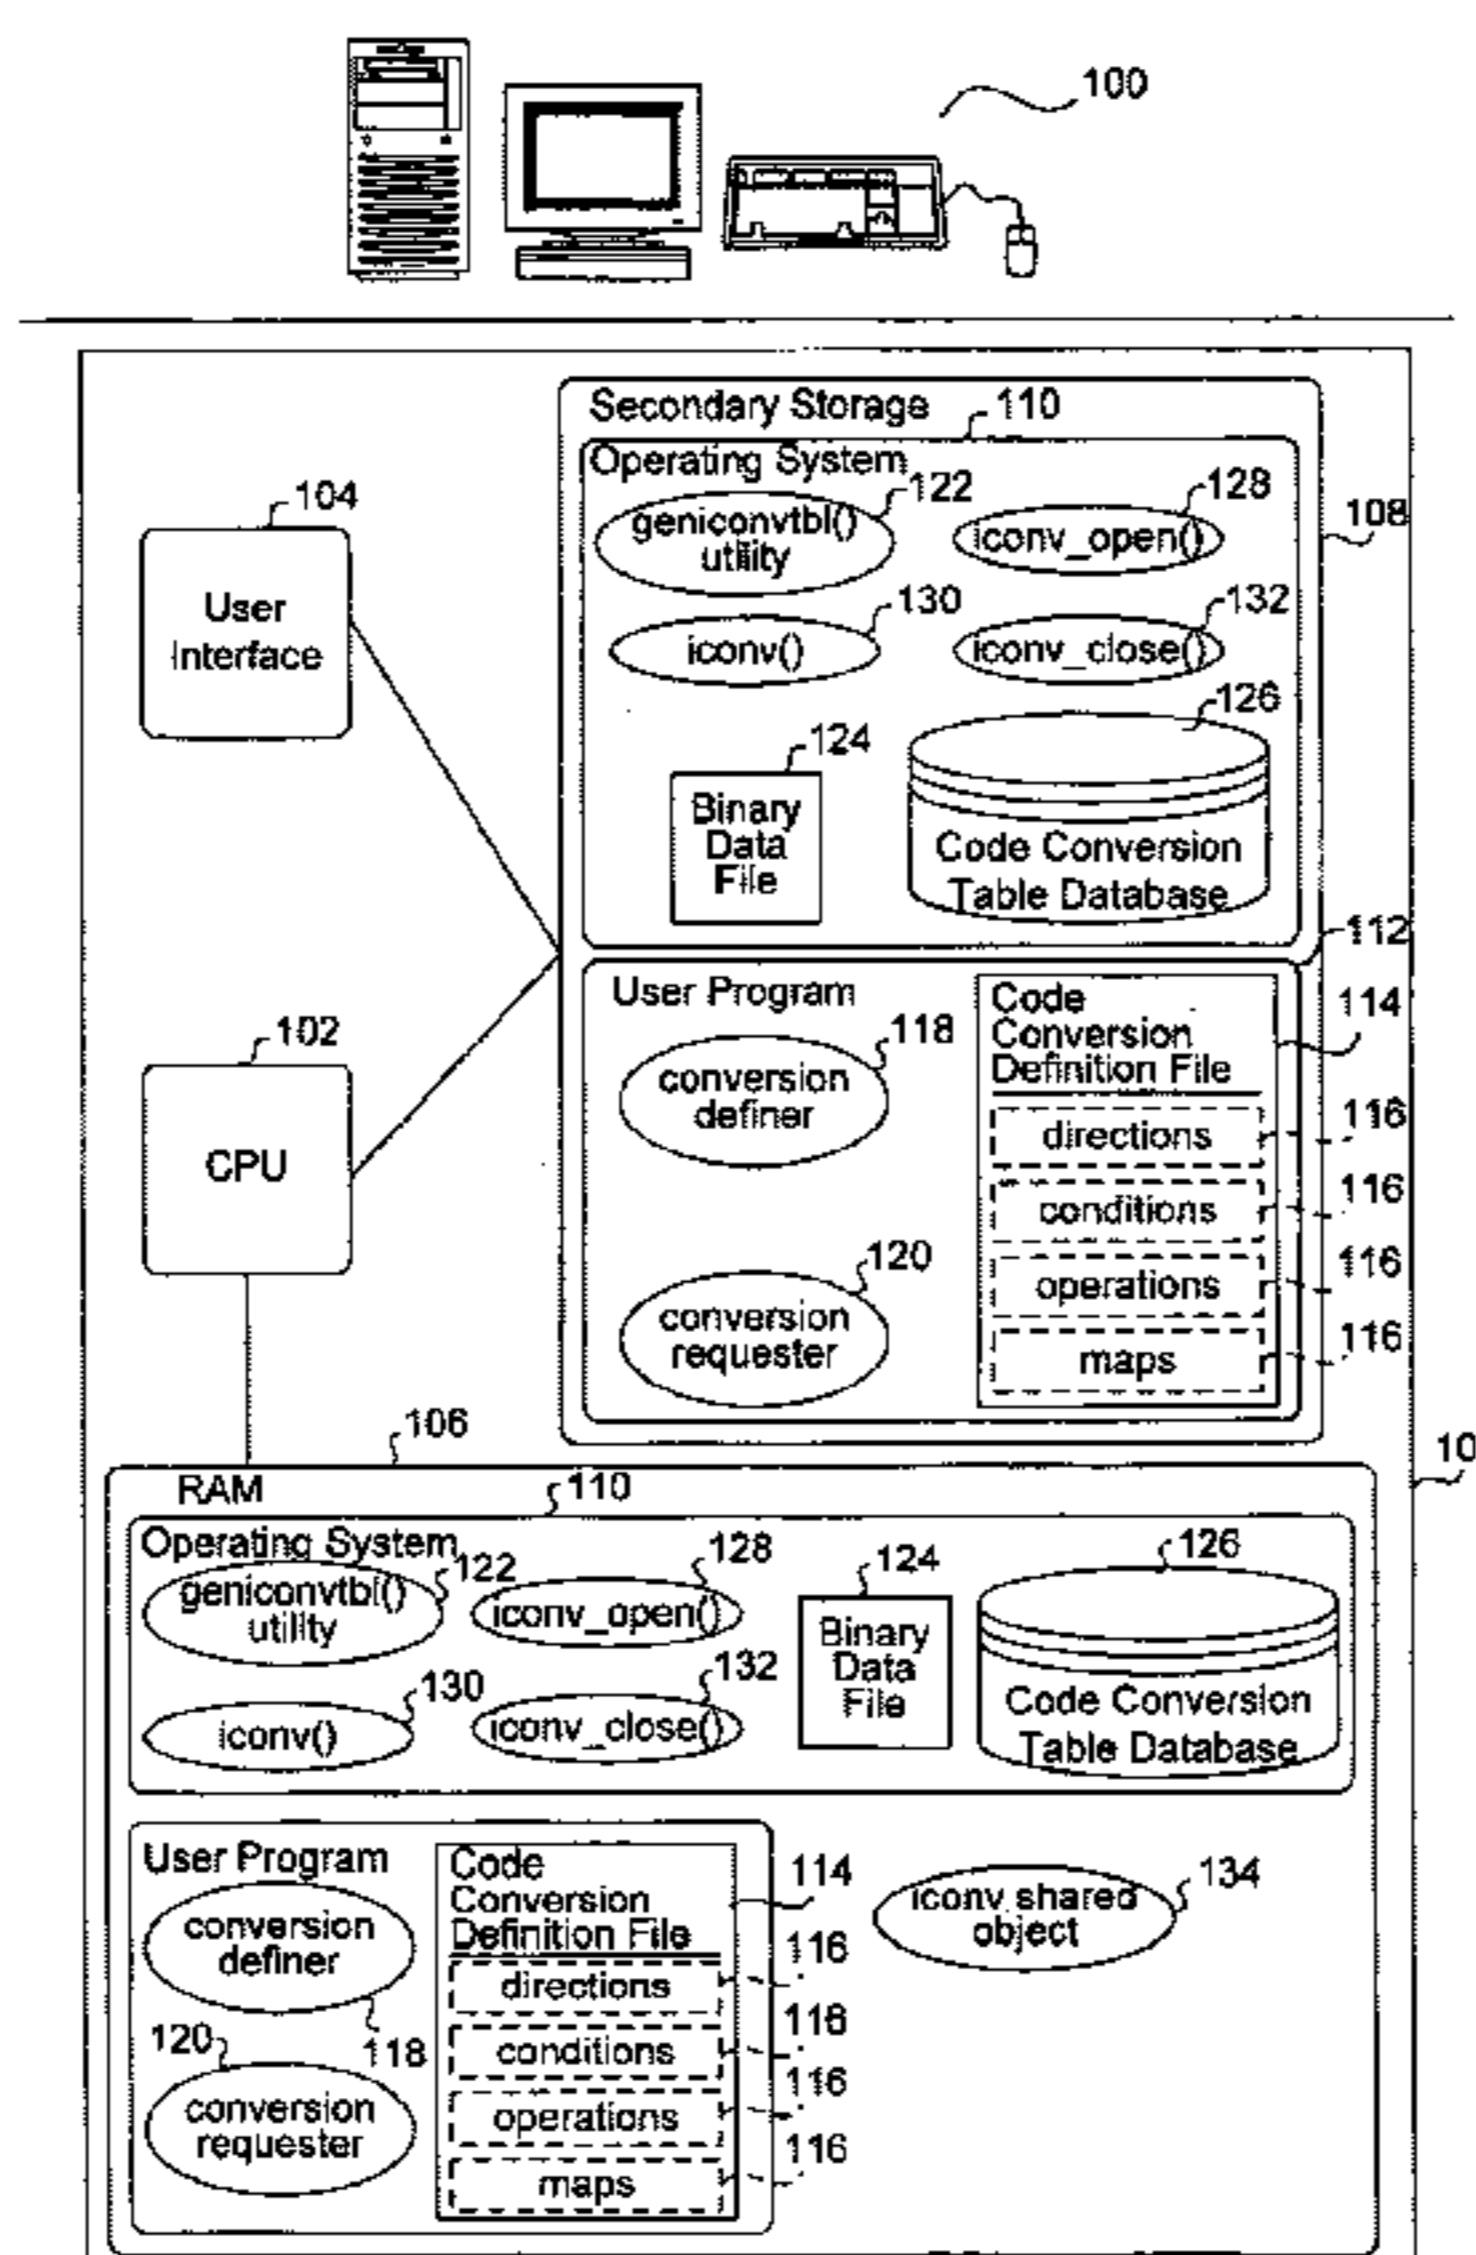 100
Secondary Storage
110
Operating System
122
geniconvtbl()
utility
128
iconv_open()
108
104
User
Interface
130
iconv()
132
iconv_close()
126
124
Binary
Data
File
Code Conversion
Table Database
112
User Program
118
conversion
definer
Code
Conversion
Definition File
114
102
CPU
directions
116
conditions
116
operations
116
maps
116
120
conversion
requester
106
10
RAM
110
Operating System
122
geniconvtbl()
utility
128
iconv_open()
124
Binary
Data
File
126
Code Conversion
Table Database
130
iconv()
132
iconv_close()
User Program
conversion
definer
118
120
conversion
requester
Code
Conversion
Definition File
114
directions
116
conditions
116
operations
116
maps
116
iconv shared
object
134